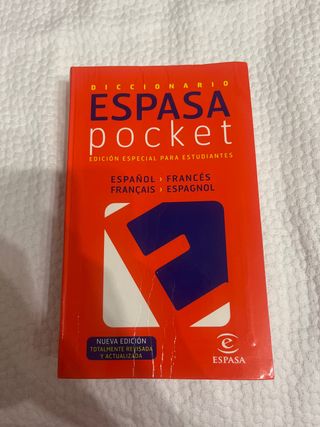 DICCIONARIO
ESPASA
pocket
EDICIÓN ESPECIAL PARA ESTUDIANTES
ESPAÑOL › FRANCÉS
FRANÇAIS › ESPAGNOL
NUEVA EDICIÓN
TOTALMENTE REVISADA
Y ACTUALIZADA
e
ESPASA